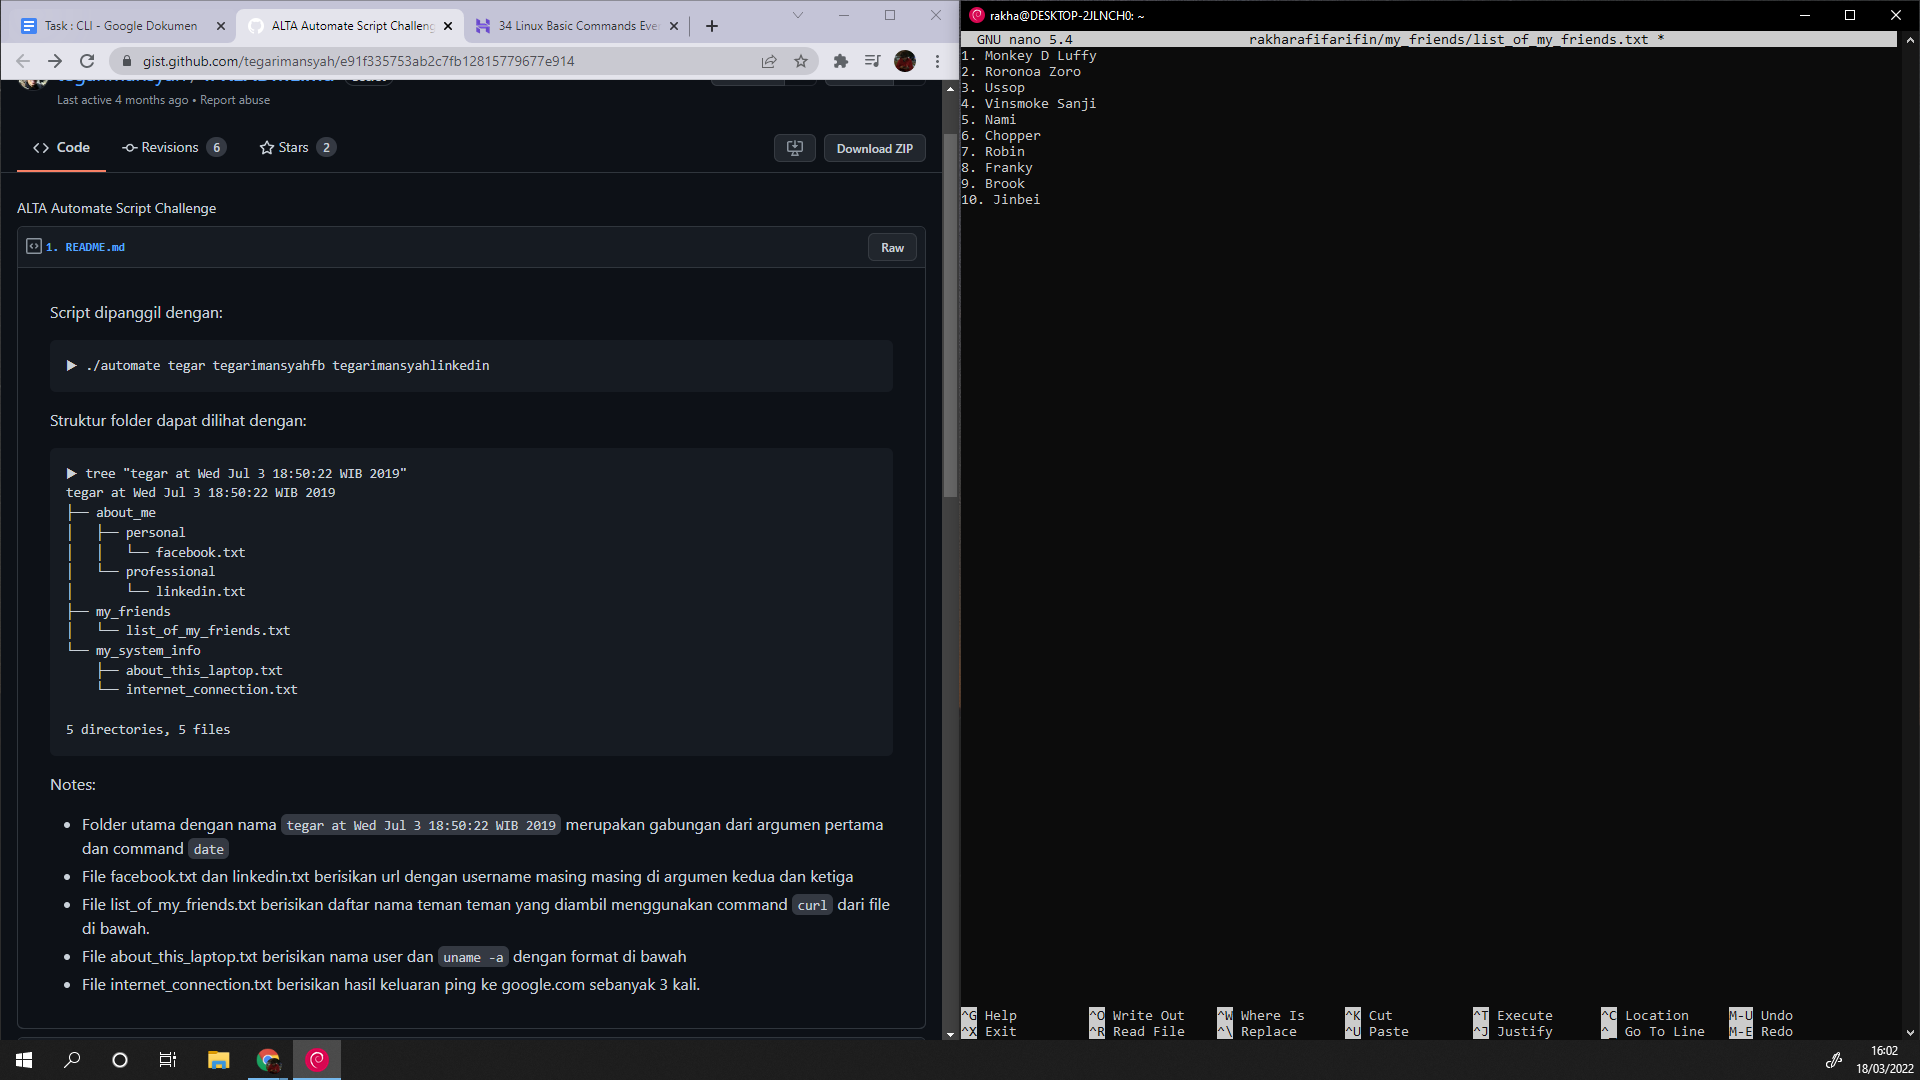 Task : CLI - Google Dokumen
ALTA Automate Script Challeng
34 Linux Basic Commands Eve
gist.github.com/tegarimansyah/e91f335753ab2c7fb12815779677e914
Last active 4 months ago • Report abuse
Code
Revisions 6
Stars 2
Download ZIP
ALTA Automate Script Challenge
1. README.md
Raw
Script dipanggil dengan:
▶ ./automate tegar tegarimansyahfb tegarimansyahlinkedin
Struktur folder dapat dilihat dengan:
▶ tree "tegar at Wed Jul 3 18:50:22 WIB 2019"
tegar at Wed Jul 3 18:50:22 WIB 2019
├── about_me
│   ├── personal
│   │   └── facebook.txt
│   └── professional
│       └── linkedin.txt
├── my_friends
│   └── list_of_my_friends.txt
└── my_system_info
    ├── about_this_laptop.txt
    └── internet_connection.txt
5 directories, 5 files
Notes:
• Folder utama dengan nama tegar at Wed Jul 3 18:50:22 WIB 2019 merupakan gabungan dari argumen pertama
dan command date
• File facebook.txt dan linkedin.txt berisikan url dengan username masing masing di argumen kedua dan ketiga
• File list_of_my_friends.txt berisikan daftar nama teman teman yang diambil menggunakan command curl dari file
di bawah.
• File about_this_laptop.txt berisikan nama user dan uname -a dengan format di bawah
• File internet_connection.txt berisikan hasil keluaran ping ke google.com sebanyak 3 kali.
rakha@DESKTOP-2JLNCH0: ~
GNU nano 5.4 rakharafifarifin/my_friends/list_of_my_friends.txt *
1. Monkey D Luffy
2. Roronoa Zoro
3. Ussop
4. Vinsmoke Sanji
5. Nami
6. Chopper
7. Robin
8. Franky
9. Brook
10. Jinbei
^G Help ^O Write Out ^W Where Is ^K Cut ^T Execute ^C Location M-U Undo
^X Exit ^R Read File ^\ Replace ^U Paste ^J Justify ^_ Go To Line M-E Redo
16:02
18/03/2022